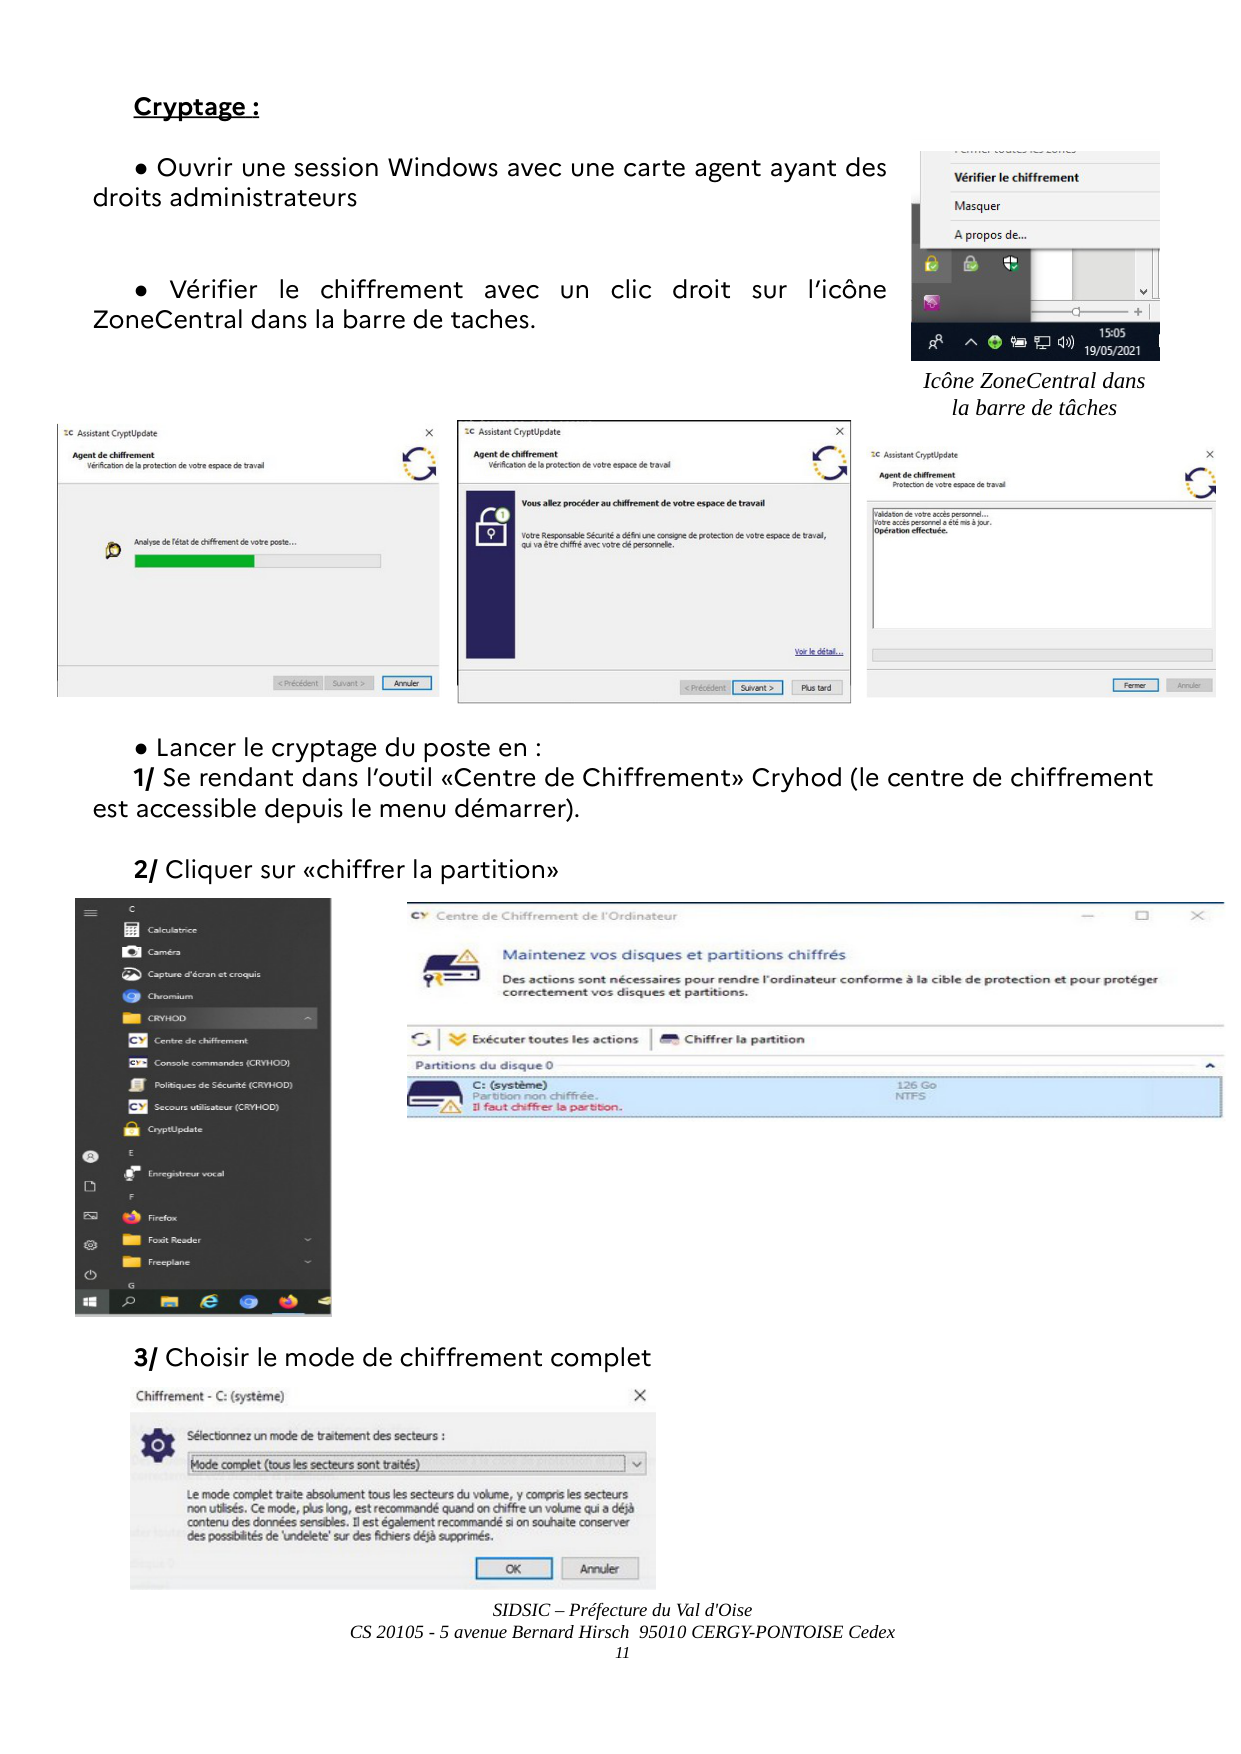 Cryptage :
● Ouvrir une session Windows avec une carte agent ayant des
droits administrateurs
● Vérifier le chiffrement avec un clic droit sur l’icône
ZoneCentral dans la barre de taches.
Vérifier le chiffrement
Masquer
A propos de...
15:05
19/05/2021
Icône ZoneCentral dans
la barre de tâches
Assistant CryptUpdate
Agent de chiffrement
Vérification de la protection de votre espace de travail
Analyse de l'état de chiffrement de votre poste...
< Précédent Suivant > Annuler
Assistant CryptUpdate
Agent de chiffrement
Vérification de la protection de votre espace de travail
Vous allez procéder au chiffrement de votre espace de travail
Votre Responsable Sécurité a défini une consigne de protection de votre espace de travail,
qui va être chiffré avec votre clé personnelle.
Voir le détail...
< Précédent Suivant > Plus tard
Assistant CryptUpdate
Agent de chiffrement
Protection de votre espace de travail
Validation de votre accès personnel...
Votre accès personnel a été mis à jour.
Opération effectuée.
Fermer Annuler
● Lancer le cryptage du poste en :
1/ Se rendant dans l’outil «Centre de Chiffrement» Cryhod (le centre de chiffrement
est accessible depuis le menu démarrer).
2/ Cliquer sur «chiffrer la partition»
C
Calculatrice
Caméra
Capture d'écran et croquis
Chromium
CRYHOD
Centre de chiffrement
Console commandes (CRYHOD)
Politiques de Sécurité (CRYHOD)
Secours utilisateur (CRYHOD)
CryptUpdate
E
Enregistreur vocal
F
Firefox
Foxit Reader
Freeplane
G
CY Centre de Chiffrement de l'Ordinateur
Maintenez vos disques et partitions chiffrés
Des actions sont nécessaires pour rendre l'ordinateur conforme à la cible de protection et pour protéger
correctement vos disques et partitions.
Exécuter toutes les actions Chiffrer la partition
Partitions du disque 0
C: (système) 126 Go
Partition non chiffrée. NTFS
Il faut chiffrer la partition.
3/ Choisir le mode de chiffrement complet
Chiffrement - C: (système)
Sélectionnez un mode de traitement des secteurs :
Mode complet (tous les secteurs sont traités)
Le mode complet traite absolument tous les secteurs du volume, y compris les secteurs
non utilisés. Ce mode, plus long, est recommandé quand on chiffre un volume qui a déjà
contenu des données sensibles. Il est également recommandé si on souhaite conserver
des possibilités de 'undelete' sur des fichiers déjà supprimés.
OK Annuler
SIDSIC – Préfecture du Val d'Oise
CS 20105 - 5 avenue Bernard Hirsch 95010 CERGY-PONTOISE Cedex
11